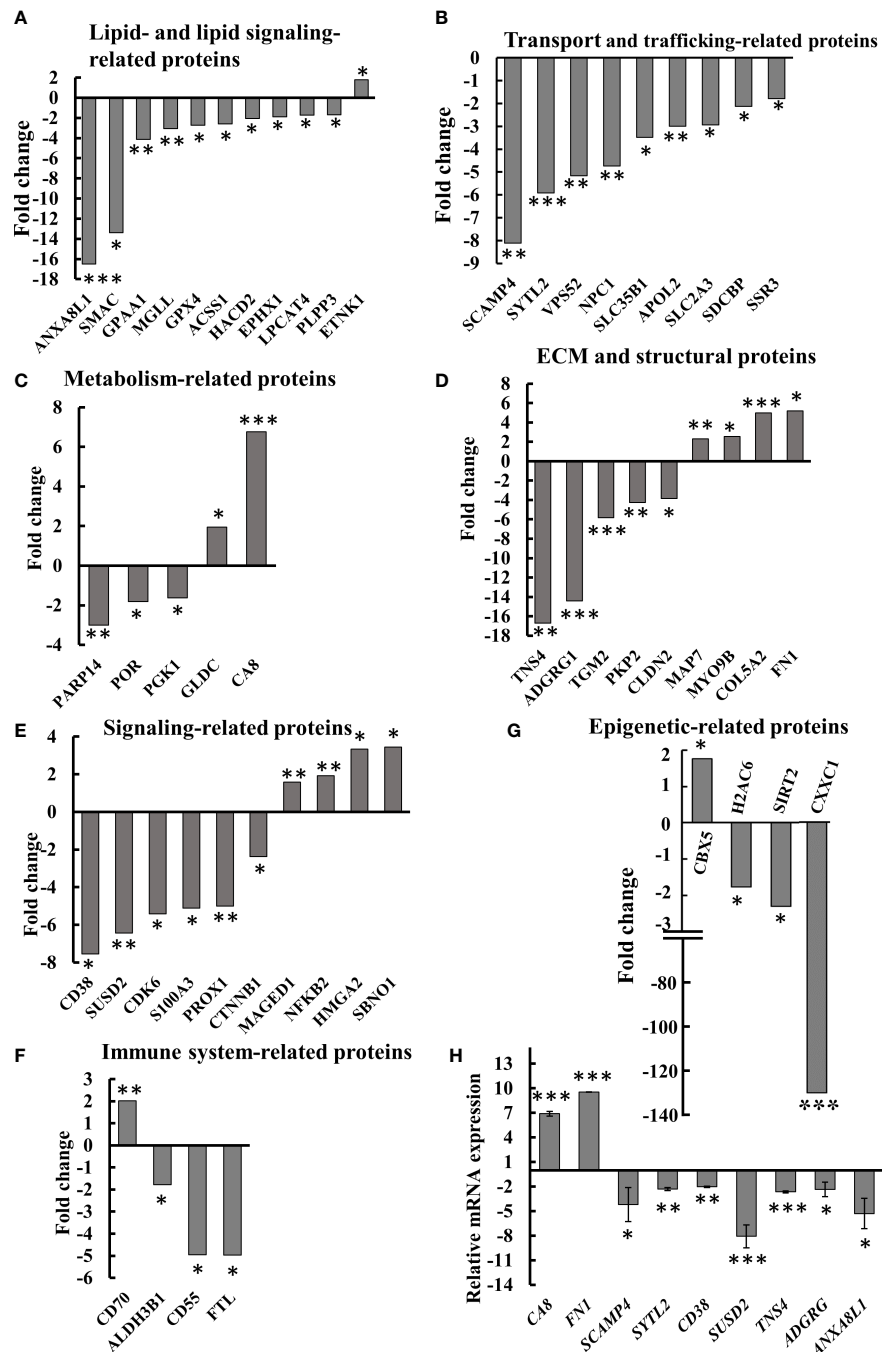 A
Lipid- and lipid signaling-
related proteins
Fold change
2
0
-2
-4
-6
-8
-10
-12
-14
-16
-18
*** * ** ** * * * * * * *
ANXA8L1 SMAC GPAA1 MGLL GPX4 ACSS1 HACD2 EPHX1 LPCAT4 PLPP3 ETNK1
B
Transport and trafficking-related proteins
Fold change
0
-1
-2
-3
-4
-5
-6
-7
-8
-9
** *** ** ** * ** * * *
SCAMP4 SYTL2 VPS52 NPC1 SLC35B1 APOL2 SLC2A3 SDCBP SSR3
C
Metabolism-related proteins
Fold change
8
6
4
2
0
-2
-4
** * * * ***
PARP14 POR PGK1 GLDC CA8
D
ECM and structural proteins
Fold change
8
6
4
2
0
-2
-4
-6
-8
-10
-12
-14
-16
-18
** *** *** ** * ** * *** *
TNS4 ADGRG1 TGM2 PKP2 CLDN2 MAP7 MYO9B COL5A2 FN1
E
Signaling-related proteins
Fold change
4
2
0
-2
-4
-6
-8
* ** * * ** * ** ** * *
CD38 SUSD2 CDK6 S100A3 PROX1 CTNNB1 MAGED1 NFKB2 HMGA2 SBNO1
G
Epigenetic-related proteins
Fold change
2
1
0
-1
-2
-3
-80
-100
-120
-140
* * * ***
CBX5 H2AC6 SIRT2 CXXC1
F
Immune system-related proteins
Fold change
3
2
1
0
-1
-2
-3
-4
-5
-6
** * * *
CD70 ALDH3B1 CD55 FTL
H
Relative mRNA expression
13
10
7
4
1
-2
-5
-8
-11
-14
*** *** * ** ** *** *** * *
CA8 FN1 SCAMP4 SYTL2 CD38 SUSD2 TNS4 ADGRG ANXA8L1